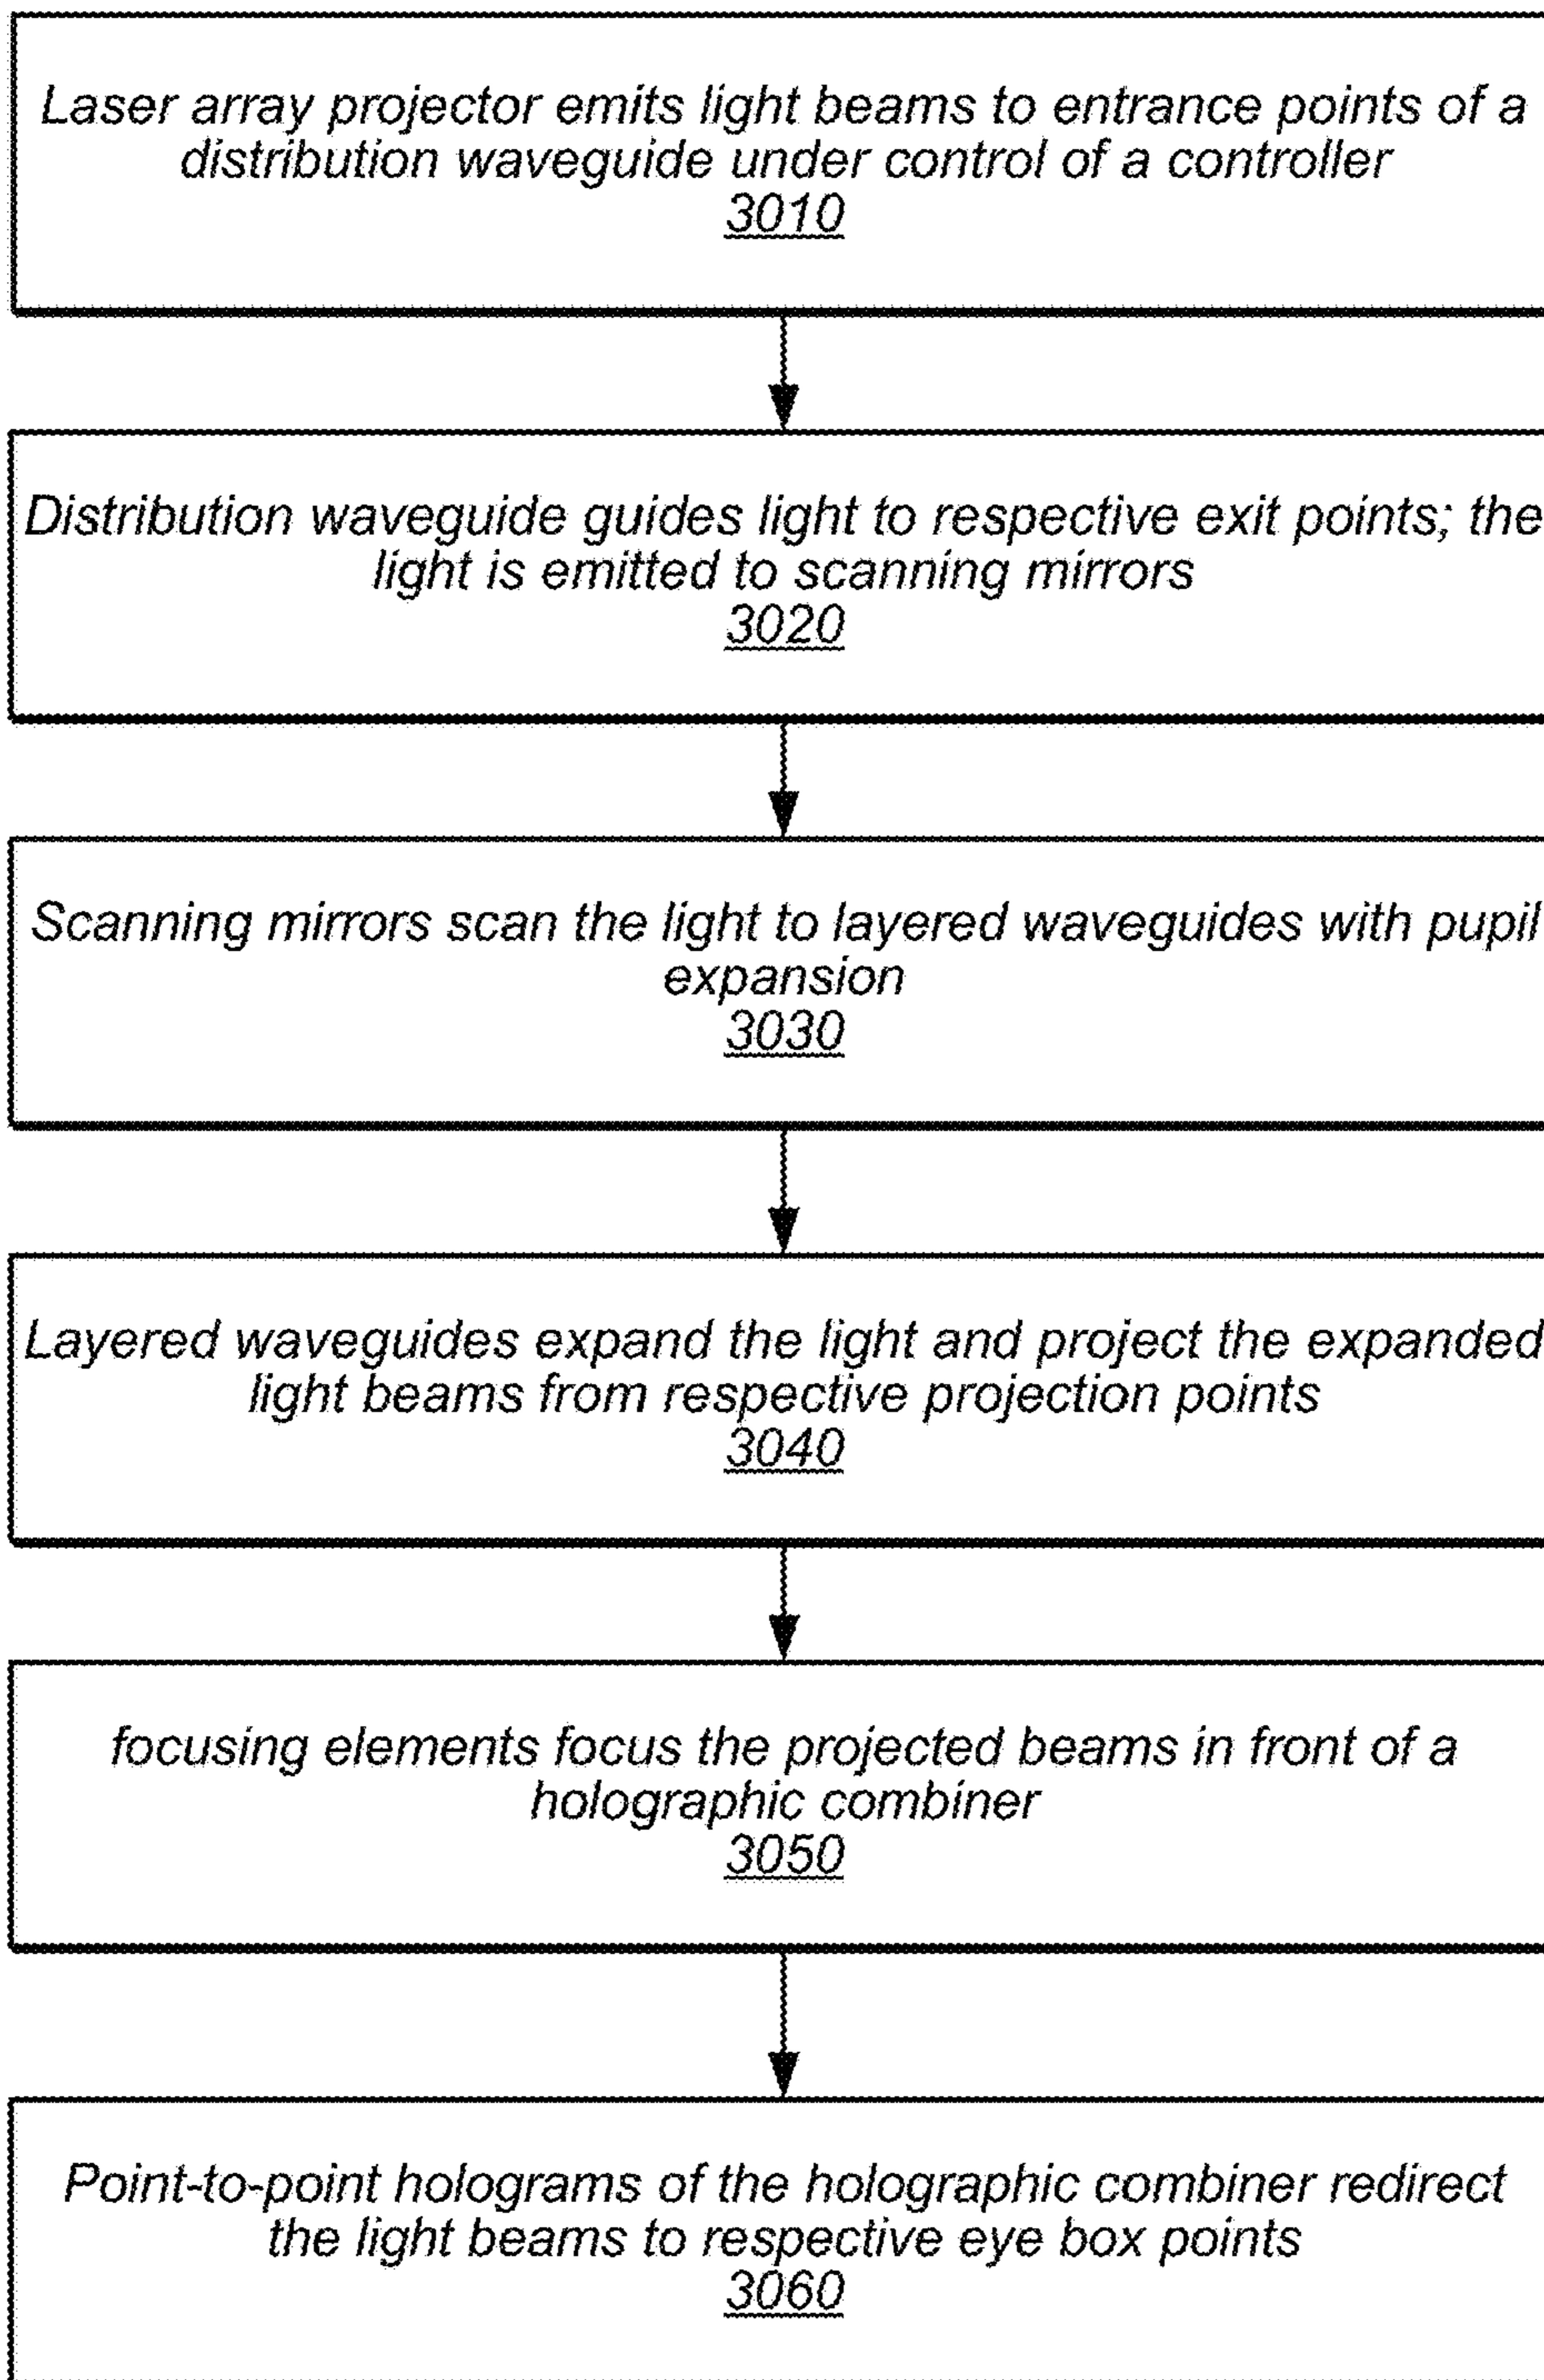 Laser array projector emits light beams to entrance points of a
distribution waveguide under control of a controller
3010
Distribution waveguide guides light to respective exit points; the
light is emitted to scanning mirrors
3020
Scanning mirrors scan the light to layered waveguides with pupil
expansion
3030
Layered waveguides expand the light and project the expanded
light beams from respective projection points
3040
focusing elements focus the projected beams in front of a
holographic combiner
3050
Point-to-point holograms of the holographic combiner redirect
the light beams to respective eye box points
3060